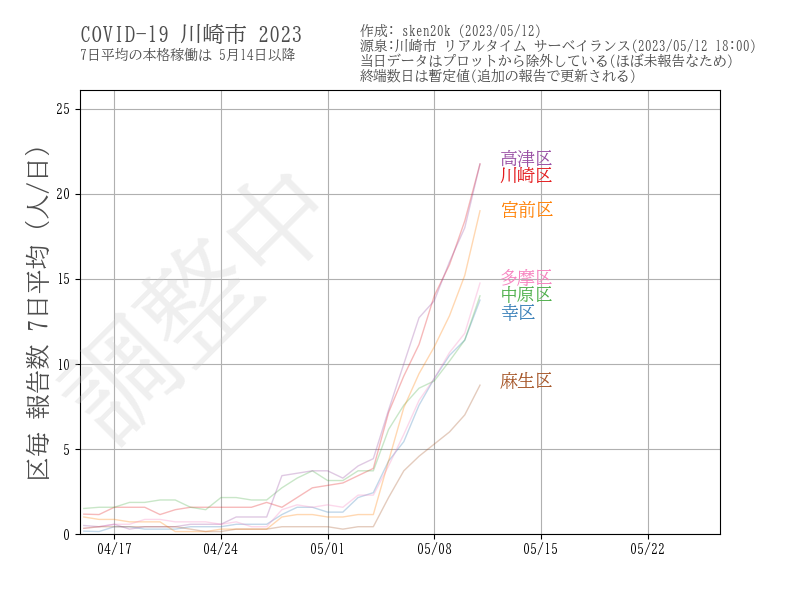 COVID-19 川崎市 2023
7日平均の本格稼働は 5月14日以降
作成: sken20k (2023/05/12)
源泉:川崎市 リアルタイム サーベイランス(2023/05/12 18:00)
当日データはプロットから除外している(ほぼ未報告なため)
終端数日は暫定値(追加の報告で更新される)
区毎 報告数 7日平均 (人/日)
25
20
15
10
5
0
調整中
高津区
川崎区
宮前区
多摩区
中原区
幸区
麻生区
04/17
04/24
05/01
05/08
05/15
05/22